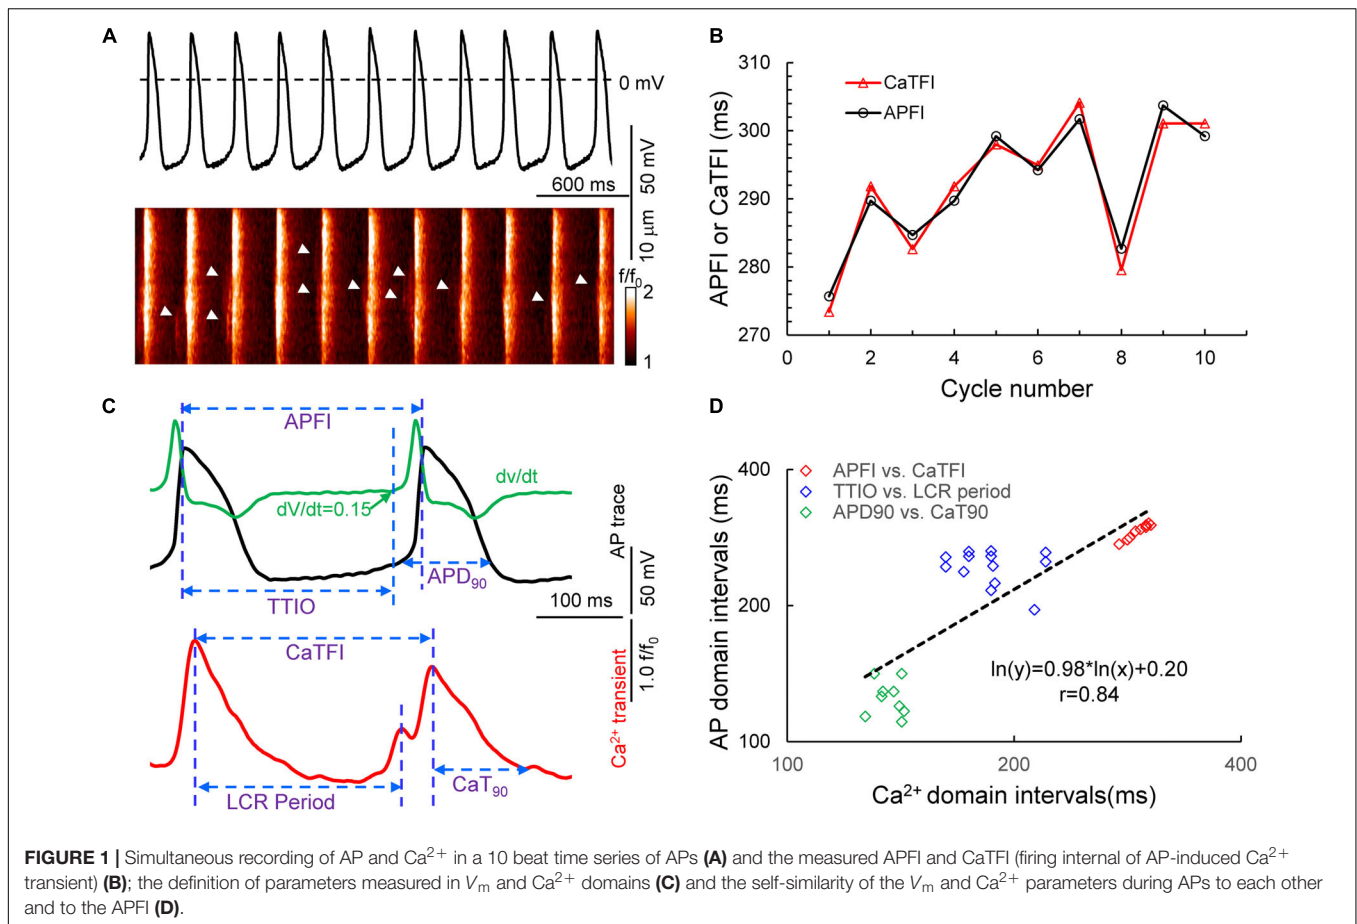 A
0 mV
50 mV
600 ms
10 μm
f/f0
2
1
B
APFI or CaTFI (ms)
310
300
290
280
270
CaTFI
APFI
0
2
4
6
8
10
Cycle number
C
APFI
dv/dt
dV/dt=0.15
APD90
TTIO
AP trace
50 mV
100 ms
CaTFI
1.0 f/f0
Ca2+ transient
LCR Period
CaT90
D
AP domain intervals (ms)
400
200
100
APFI vs. CaTFI
TTIO vs. LCR period
APD90 vs. CaT90
ln(y)=0.98*ln(x)+0.20
r=0.84
100
200
400
Ca2+ domain intervals(ms)
FIGURE 1 | Simultaneous recording of AP and Ca2+ in a 10 beat time series of APs (A) and the measured APFI and CaTFI (firing internal of AP-induced Ca2+
transient) (B); the definition of parameters measured in Vm and Ca2+ domains (C) and the self-similarity of the Vm and Ca2+ parameters during APs to each other
and to the APFI (D).